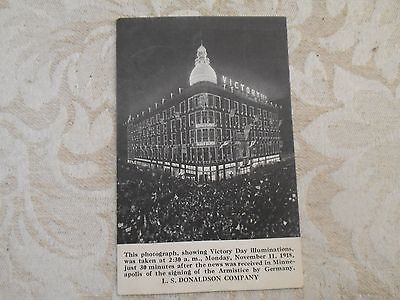 VICTORY
This photograph, showing Victory Day illuminations,
was taken at 2:30 a. m., Monday, November 11, 1918,
just 30 minutes after the news was received in Minne-
apolis of the signing of the Armistice by Germany.
L. S. DONALDSON COMPANY